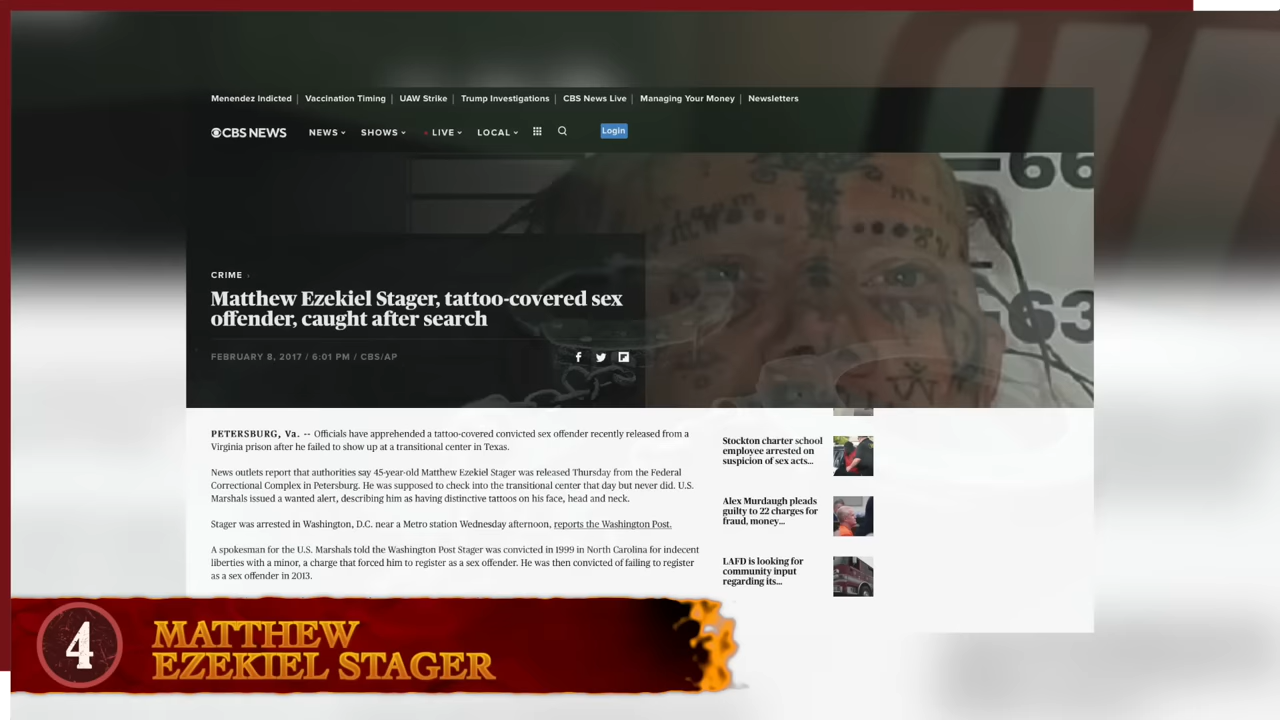 Menendez Indicted | Vaccination Timing | UAW Strike | Trump Investigations | CBS News Live | Managing Your Money | Newsletters
CBS NEWS NEWS SHOWS LIVE LOCAL Login
-66
-63
CRIME ›
Matthew Ezekiel Stager, tattoo-covered sex
offender, caught after search
FEBRUARY 8, 2017 / 6:01 PM / CBS/AP
PETERSBURG, Va. -- Officials have apprehended a tattoo-covered convicted sex offender recently released from a
Virginia prison after he failed to show up at a transitional center in Texas.
News outlets report that authorities say 45-year-old Matthew Ezekiel Stager was released Thursday from the Federal
Correctional Complex in Petersburg. He was supposed to check into the transitional center that day but never did. U.S.
Marshals issued a wanted alert, describing him as having distinctive tattoos on his face, head and neck.
Stager was arrested in Washington, D.C. near a Metro station Wednesday afternoon, reports the Washington Post.
A spokesman for the U.S. Marshals told the Washington Post Stager was convicted in 1999 in North Carolina for indecent
liberties with a minor, a charge that forced him to register as a sex offender. He was then convicted of failing to register
as a sex offender in 2013.
Stockton charter school
employee arrested on
suspicion of sex acts...
Alex Murdaugh pleads
guilty to 22 charges for
fraud, money...
LAFD is looking for
community input
regarding its...
4
MATTHEW
EZEKIEL STAGER